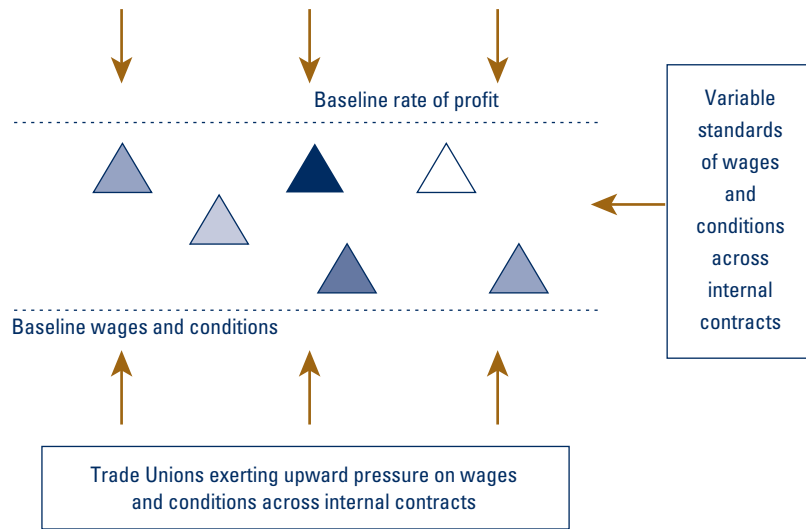 Baseline rate of profit
Variable
standards
of wages
and
conditions
across
internal
contracts
Baseline wages and conditions
Trade Unions exerting upward pressure on wages
and conditions across internal contracts